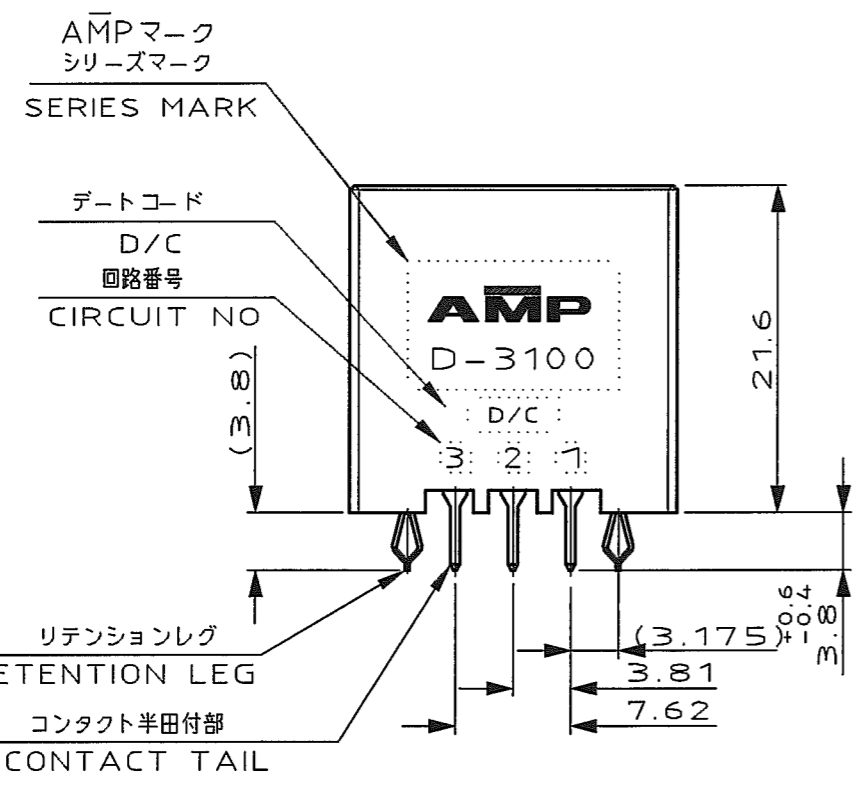 AMPマーク
シリーズマーク
SERIES MARK
デートコード
D/C
回路番号
CIRCUIT NO
(3.8)
AMP
D-3100
D/C
3 2 1
21.6
リテンションレグ
ETENTION LEG
コンタクト半田付部
CONTACT TAIL
(3.175)
3.81
7.62
3.8 +0.6 -0.4